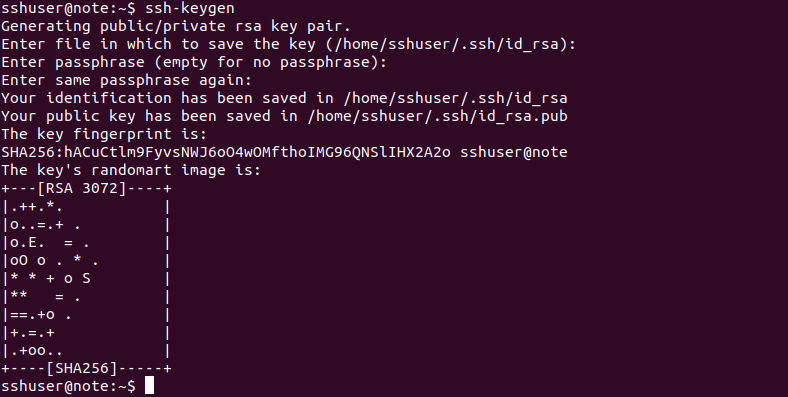 sshuser@note:~$ ssh-keygen
Generating public/private rsa key pair.
Enter file in which to save the key (/home/sshuser/.ssh/id_rsa):
Enter passphrase (empty for no passphrase):
Enter same passphrase again:
Your identification has been saved in /home/sshuser/.ssh/id_rsa
Your public key has been saved in /home/sshuser/.ssh/id_rsa.pub
The key fingerprint is:
SHA256:hACuCtlm9FyvsNWJ6oO4wOMfthoIMG96QNSlIHX2A2o sshuser@note
The key's randomart image is:
+---[RSA 3072]----+
|.++.*.           |
|o..=.+ .         |
|o.E.  = .        |
|oO o . * .       |
|* * + o S        |
|**   = .         |
|==.+o .          |
|+.=.+            |
|.+oo..           |
+----[SHA256]-----+
sshuser@note:~$